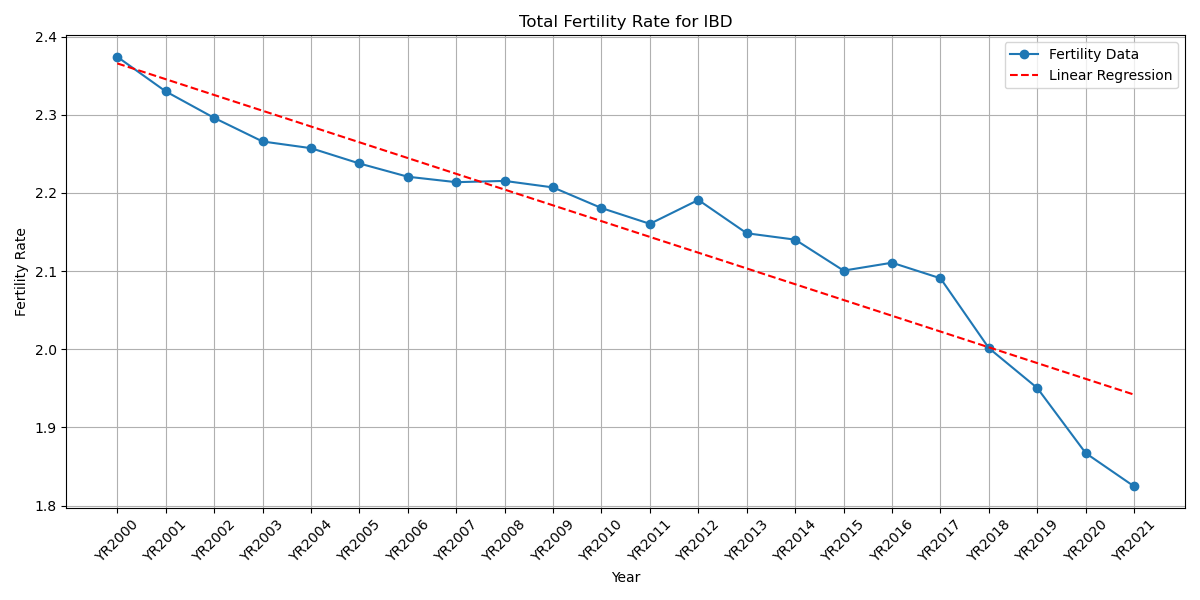 Total Fertility Rate for IBD
Fertility Data
Linear Regression
Fertility Rate
2.4
2.3
2.2
2.1
2.0
1.9
1.8
YR2000
YR2001
YR2002
YR2003
YR2004
YR2005
YR2006
YR2007
YR2008
YR2009
YR2010
YR2011
YR2012
YR2013
YR2014
YR2015
YR2016
YR2017
YR2018
YR2019
YR2020
YR2021
Year